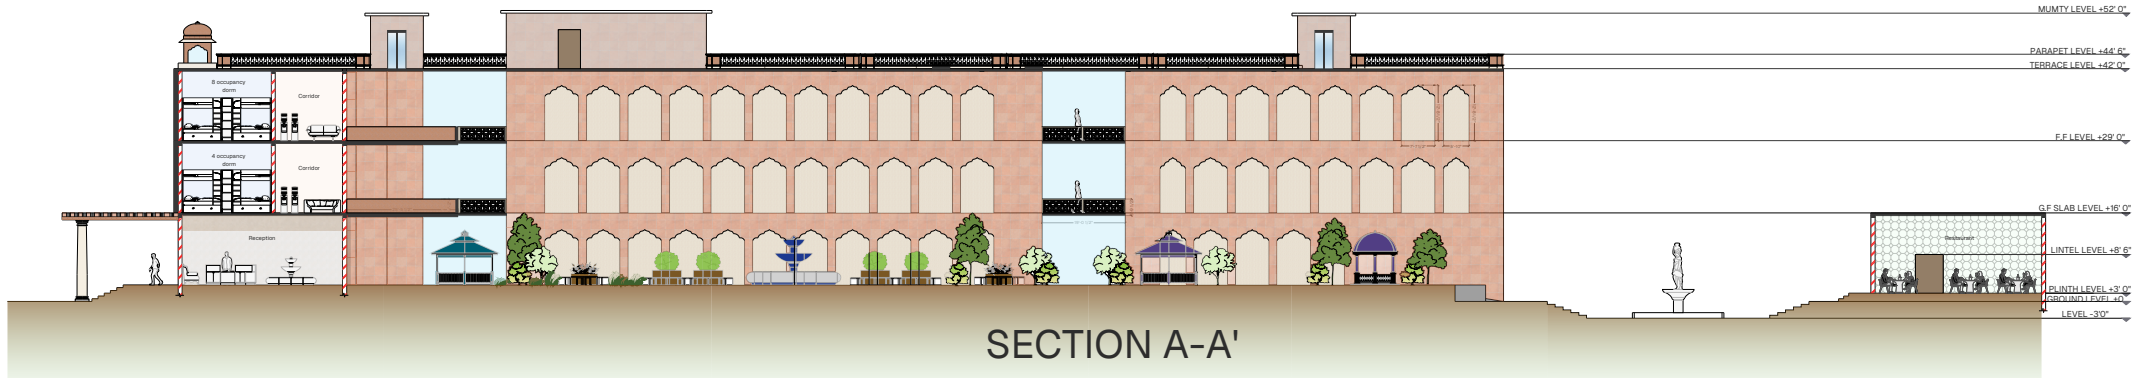 MUMTY LEVEL +52' 0"
PARAPET LEVEL +44' 6"
TERRACE LEVEL +42' 0"
8 occupancy
dorm
Corridor
F.F LEVEL +29' 0"
4 occupancy
dorm
Corridor
G.F SLAB LEVEL +16' 0"
Reception
Restaurant
LINTEL LEVEL +8' 6"
PLINTH LEVEL +3' 0"
GROUND LEVEL +0
LEVEL -3'0"
SECTION A-A'